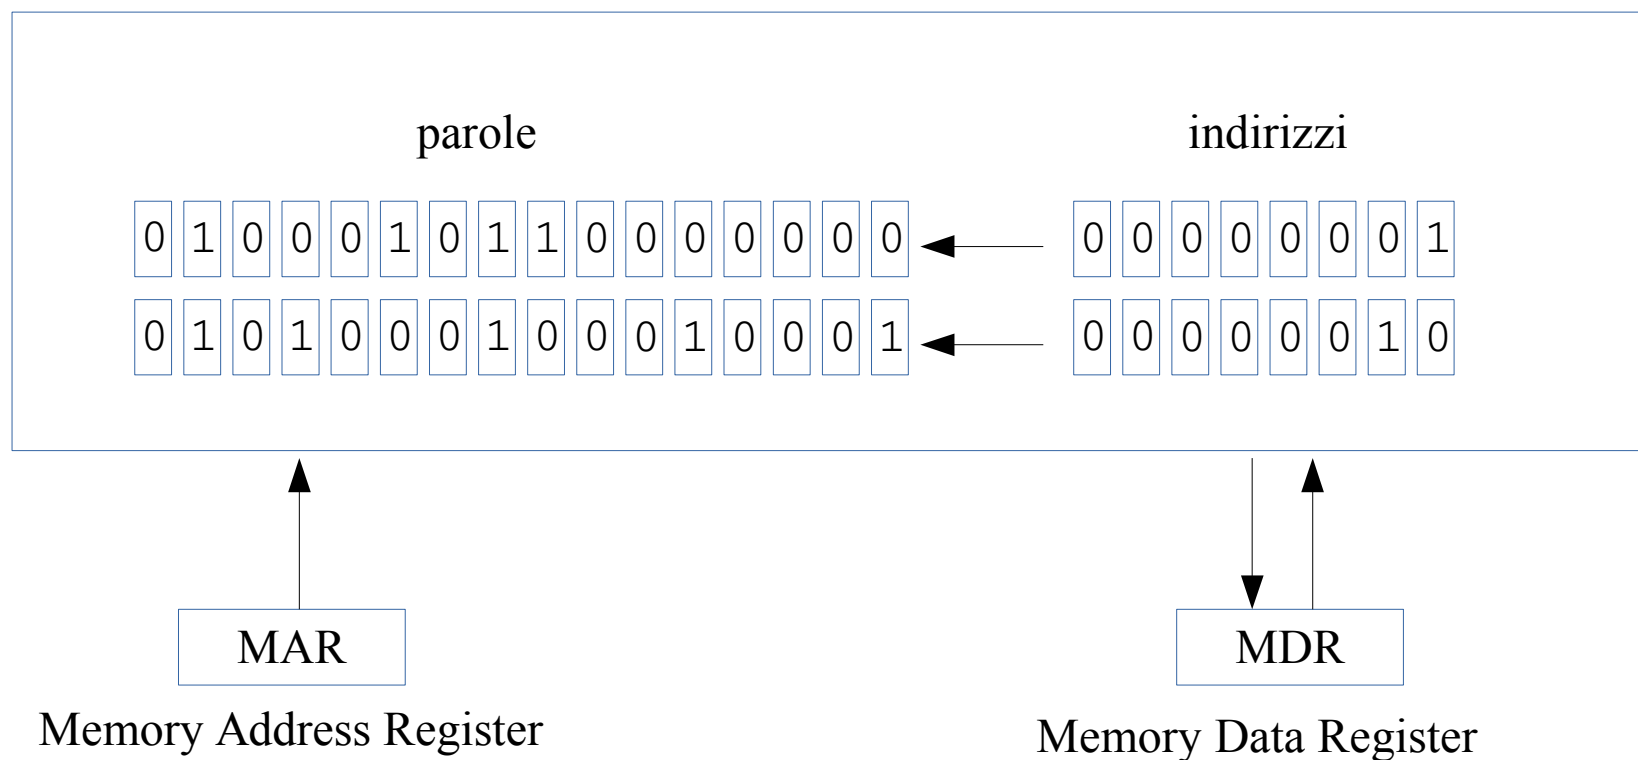 parole indirizzi
0 1 0 0 0 1 0 1 1 0 0 0 0 0 0 0 0 0 0 0 0 0 0 1
0 1 0 1 0 0 0 1 0 0 0 1 0 0 0 1 0 0 0 0 0 0 1 0
MAR MDR
Memory Address Register Memory Data Register